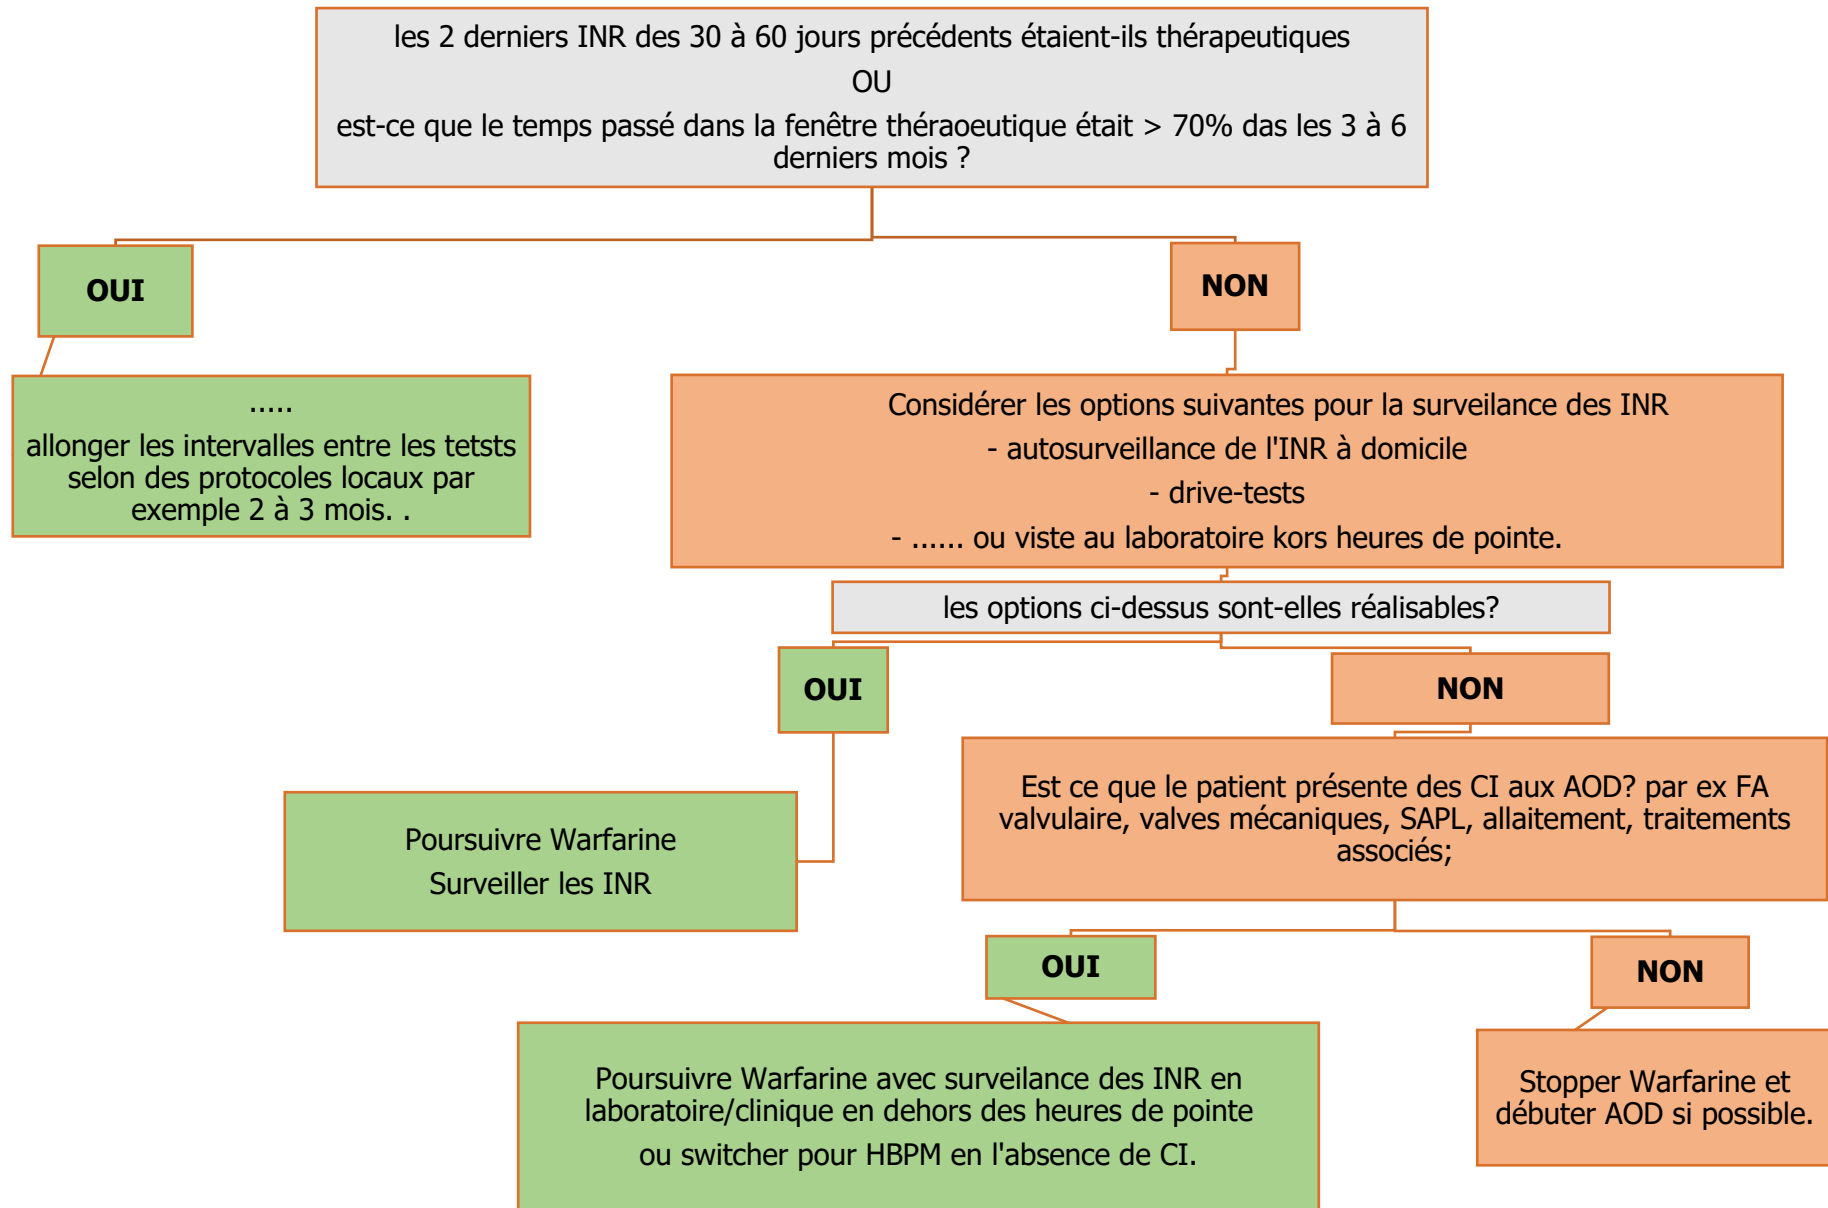 les 2 derniers INR des 30 à 60 jours précédents étaient-ils thérapeutiques
OU
est-ce que le temps passé dans la fenêtre théraoeutique était > 70% das les 3 à 6
derniers mois ?
OUI
NON
.....
allonger les intervalles entre les tetsts
selon des protocoles locaux par
exemple 2 à 3 mois. .
Considérer les options suivantes pour la surveilance des INR
- autosurveillance de l'INR à domicile
- drive-tests
- ...... ou viste au laboratoire kors heures de pointe.
les options ci-dessus sont-elles réalisables?
OUI
NON
Poursuivre Warfarine
Surveiller les INR
Est ce que le patient présente des CI aux AOD? par ex FA
valvulaire, valves mécaniques, SAPL, allaitement, traitements
associés;
OUI
NON
Poursuivre Warfarine avec surveilance des INR en
laboratoire/clinique en dehors des heures de pointe
ou switcher pour HBPM en l'absence de CI.
Stopper Warfarine et
débuter AOD si possible.